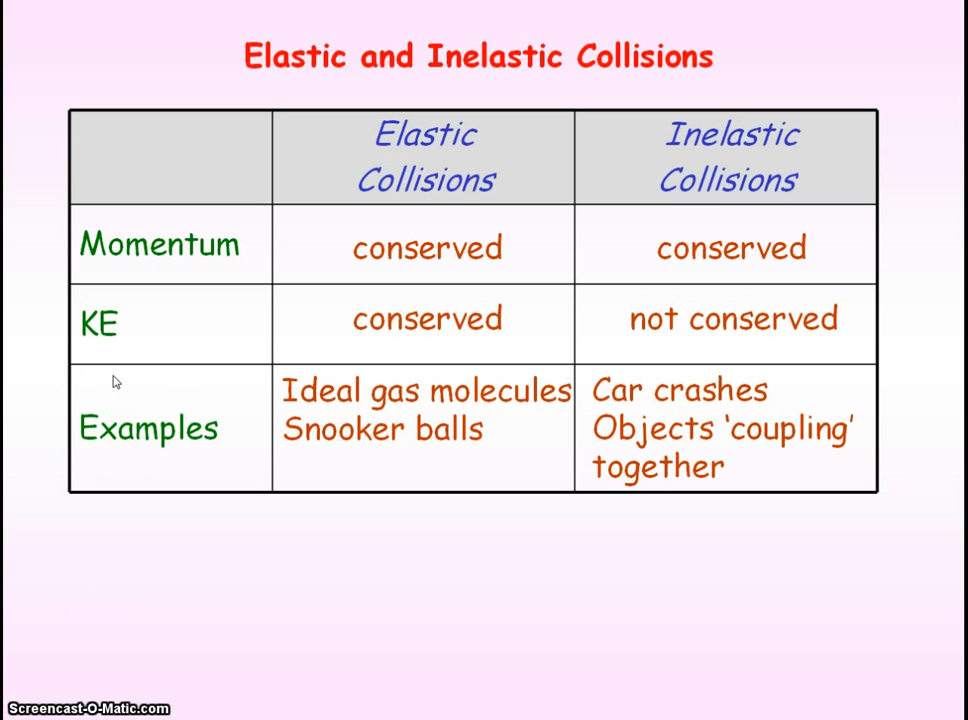 Elastic and Inelastic Collisions
Elastic
Collisions
Inelastic
Collisions
Momentum
conserved
conserved
KE
conserved
not conserved
Examples
Ideal gas molecules
Snooker balls
Car crashes
Objects ‘coupling’
together
Screencast-O-Matic.com